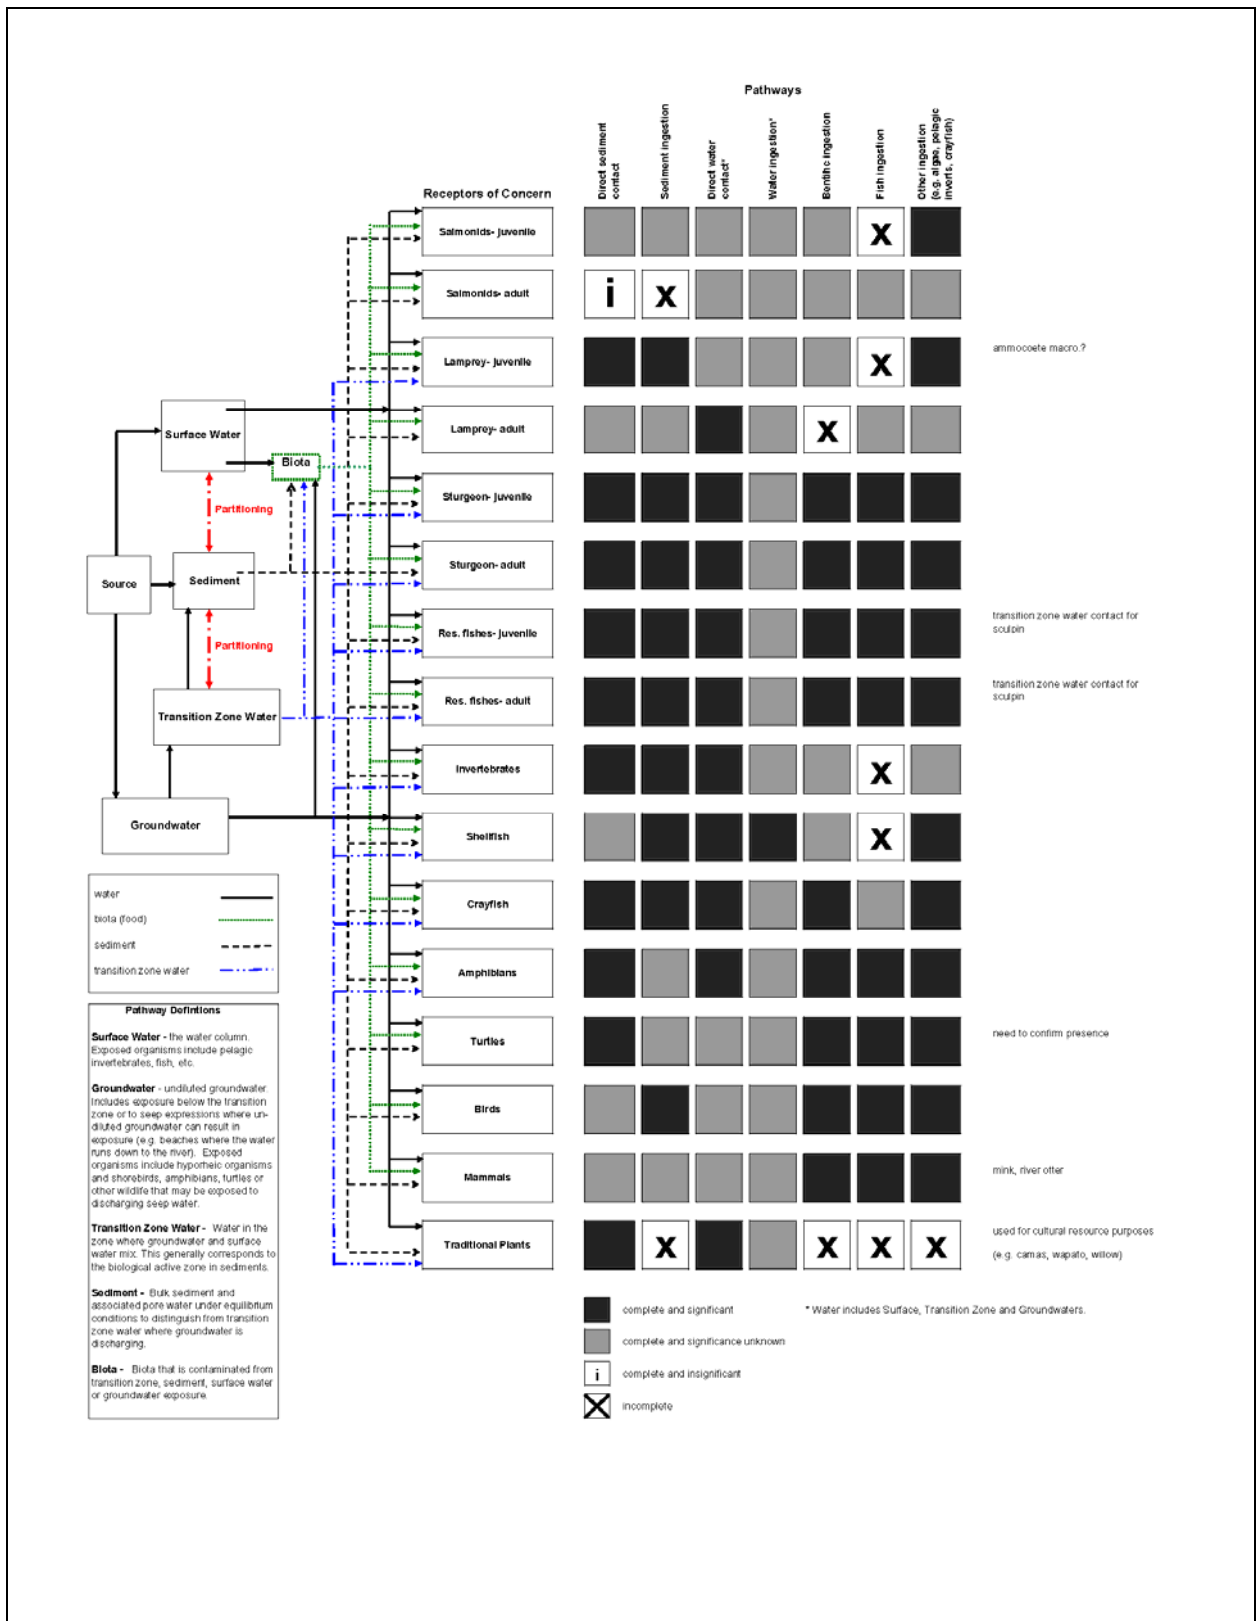 Pathways
Direct sediment
contact
Sediment ingestion
Direct water
contact*
Water ingestion*
Bentihc ingestion
Fish ingestion
Other ingestion
(e.g. algae, pelagic
inverts, crayfish)
Receptors of Concern
Salmonids- juvenile
X
Salmonids- adult
i
X
Lamprey- juvenile
X
ammocoete macro.?
Lamprey- adult
X
Sturgeon- juvenile
Sturgeon- adult
Res. fishes- juvenile
transition zone water contact for
sculpin
Res. fishes- adult
transition zone water contact for
sculpin
Invertebrates
X
Shellfish
X
Crayfish
Amphibians
Turtles
need to confirm presence
Birds
Mammals
mink, river otter
Traditional Plants
X
X
X
X
used for cultural resource purposes
(e.g. camas, wapato, willow)
Surface Water
Biota
Partitioning
Source
Sediment
Partitioning
Transition Zone Water
Groundwater
water
biota (food)
sediment
transition zone water
Pathway Defintions
Surface Water - the water column.
Exposed organisms include pelagic
invertebrates, fish, etc.
Groundwater - undiluted groundwater.
Includes exposure below the transition
zone or to seep expressions where un-
diluted groundwater can result in
exposure (e.g. beaches where the water
runs down to the river). Exposed
organisms include hyporheic organisms
and shorebirds, amphibians, turtles or
other wildlife that may be exposed to
discharging seep water.
Transition Zone Water - Water in the
zone where groundwater and surface
water mix. This generally corresponds to
the biological active zone in sediments.
Sediment - Bulk sediment and
associated pore water under equilibrium
conditions to distinguish from transition
zone water where groundwater is
discharging.
Biota - Biota that is contaminated from
transition zone, sediment, surface water
or groundwater exposure.
complete and significant
* Water includes Surface, Transition Zone and Groundwaters.
complete and significance unknown
i
complete and insignificant
X
incomplete